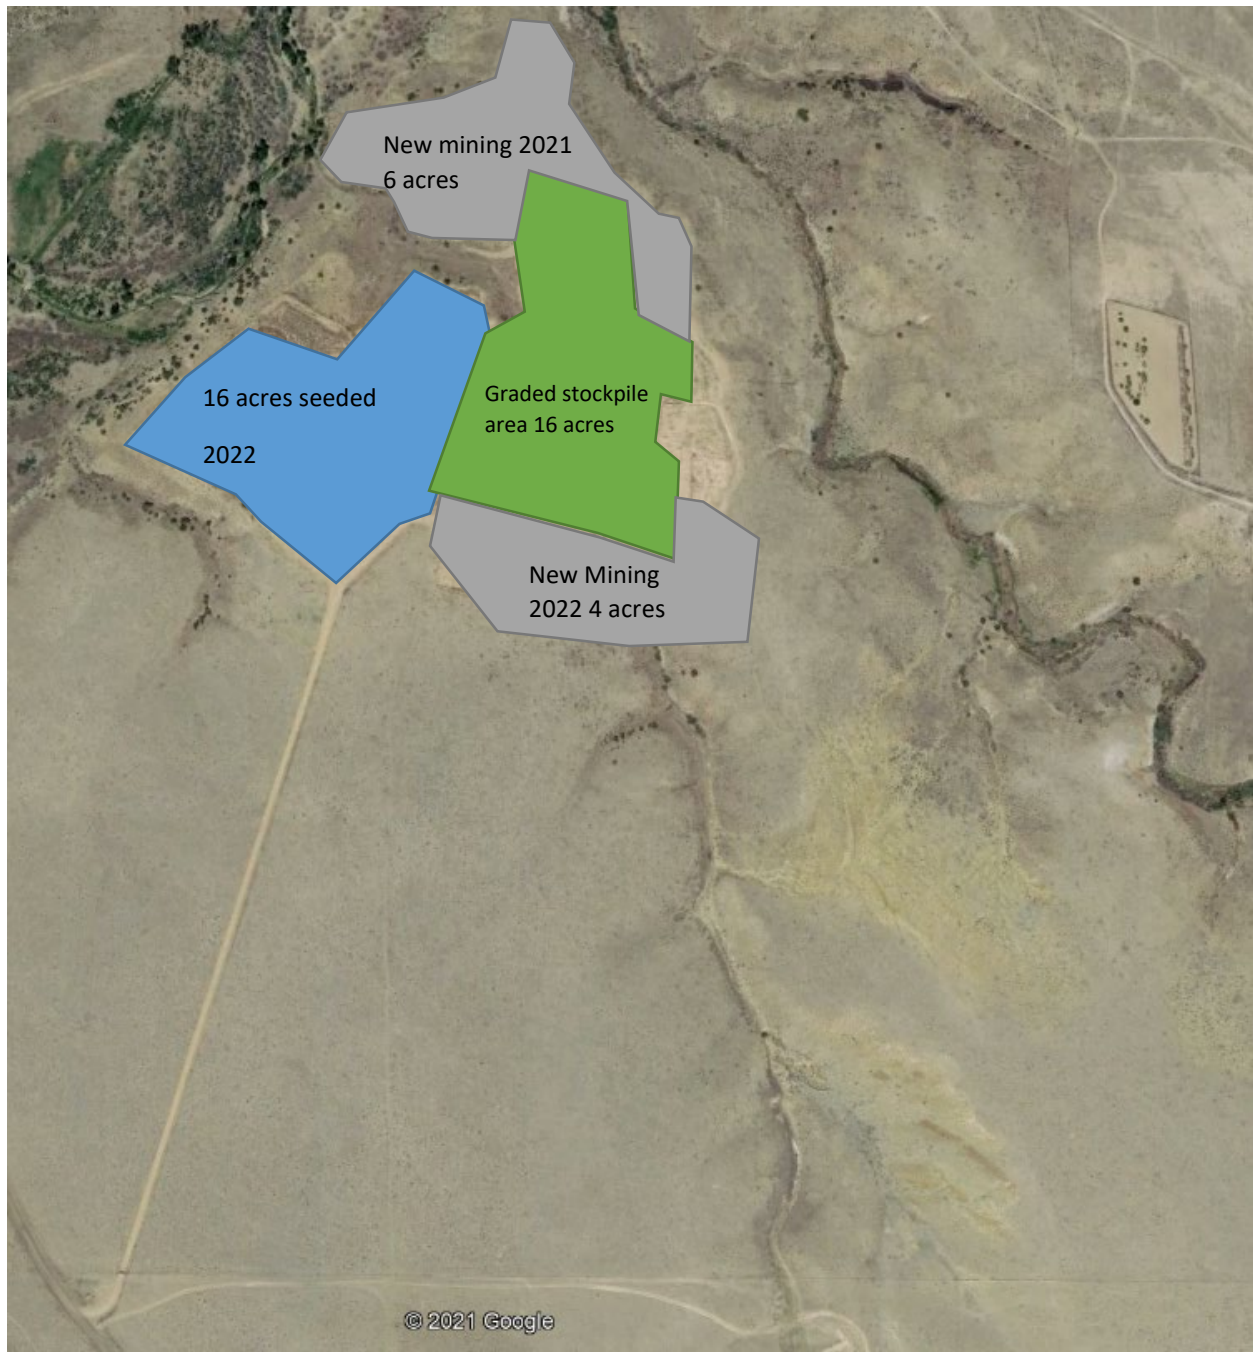 New mining 2021
6 acres
16 acres seeded
2022
Graded stockpile
area 16 acres
New Mining
2022 4 acres
© 2021 Google